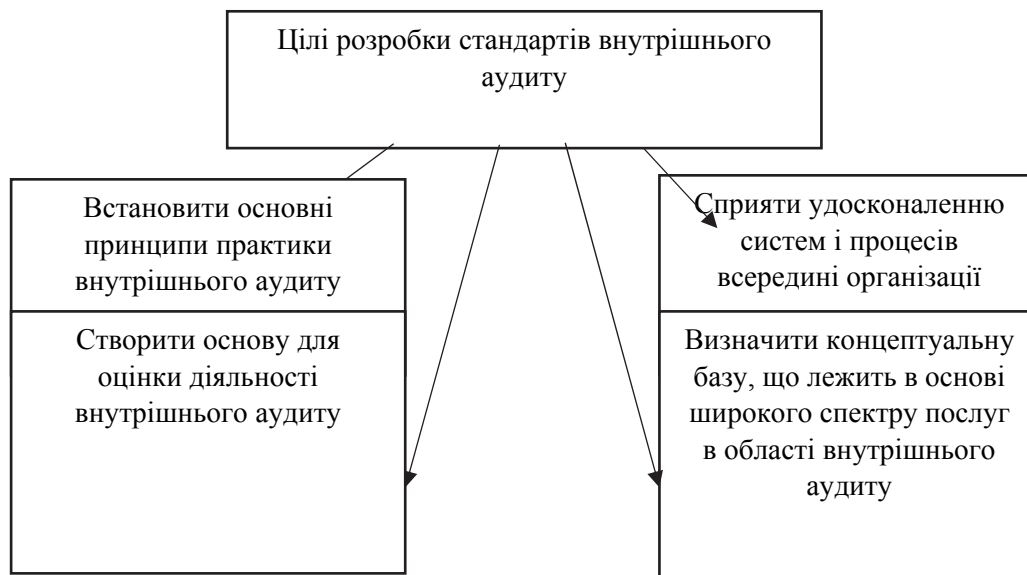 Цілі розробки стандартів внутрішнього
аудиту
Встановити основні
принципи практики
внутрішнього аудиту
Сприяти удосконаленню
систем і процесів
всередині організації
Створити основу для
оцінки діяльності
внутрішнього аудиту
Визначити концептуальну
базу, що лежить в основі
широкого спектру послуг
в області внутрішнього
аудиту